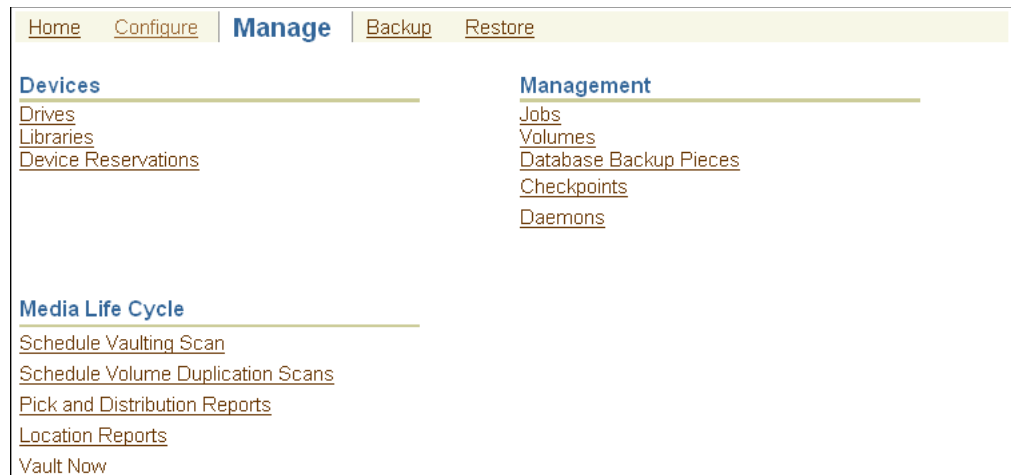 Home Configure Manage Backup Restore
Devices
Drives
Libraries
Device Reservations
Management
Jobs
Volumes
Database Backup Pieces
Checkpoints
Daemons
Media Life Cycle
Schedule Vaulting Scan
Schedule Volume Duplication Scans
Pick and Distribution Reports
Location Reports
Vault Now